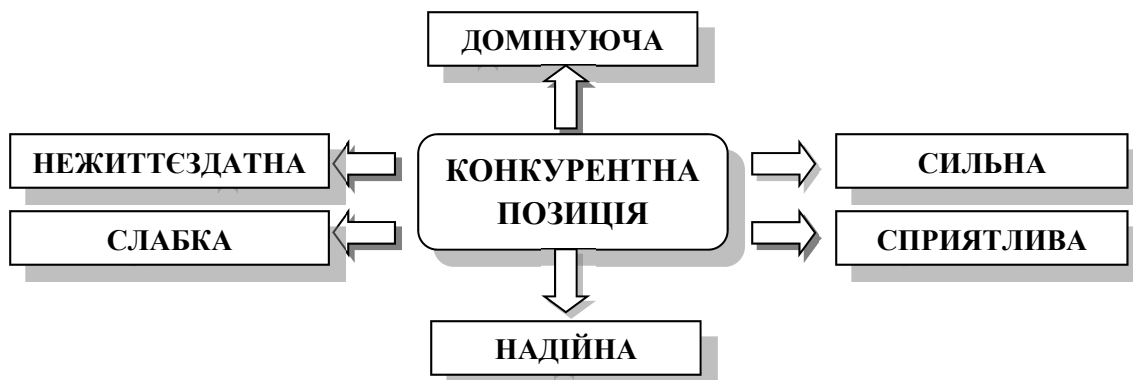 ДОМІНУЮЧА
НЕЖИТТЄЗДАТНА
КОНКУРЕНТНА
ПОЗИЦІЯ
СИЛЬНА
СЛАБКА
СПРИЯТЛИВА
НАДІЙНА